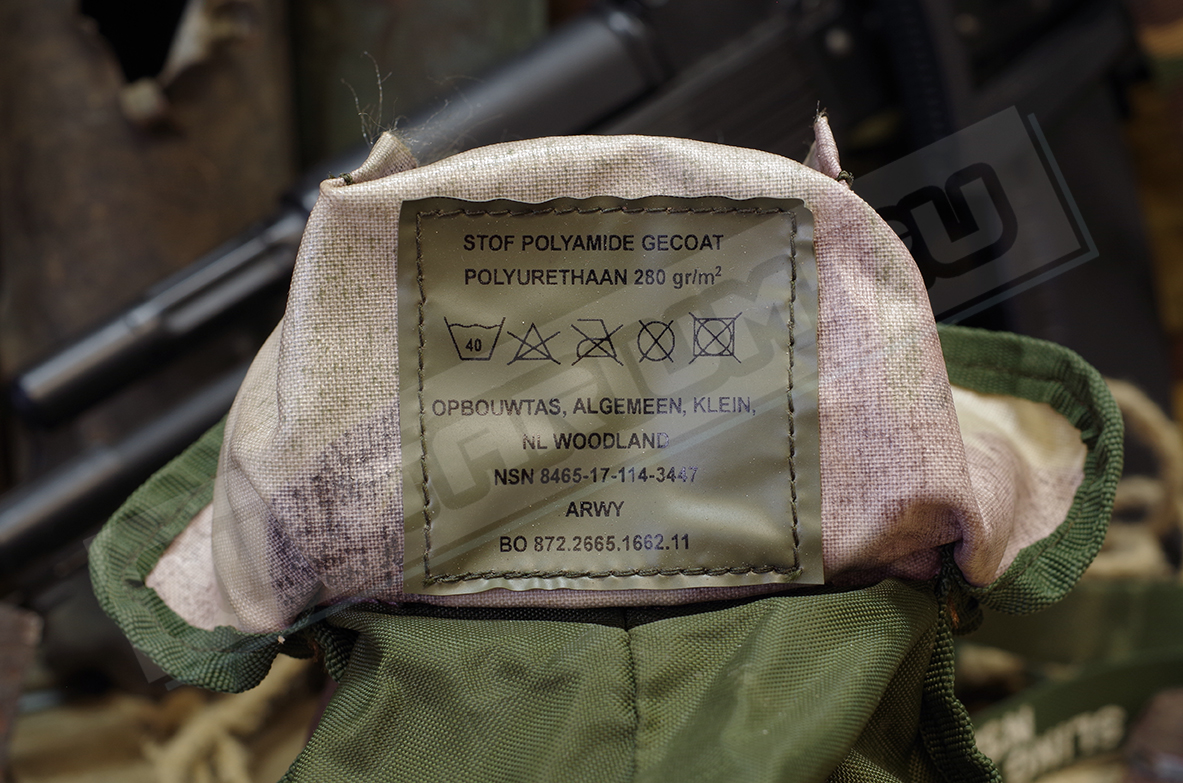 STOF POLYAMIDE GECOAT
POLYURETHAAN 280 gr/m²
40
OPBOUWTAS, ALGEMEEN, KLEIN,
NL WOODLAND
NSN 8465-17-114-3447
ARWY
BO 872.2665.1662.11